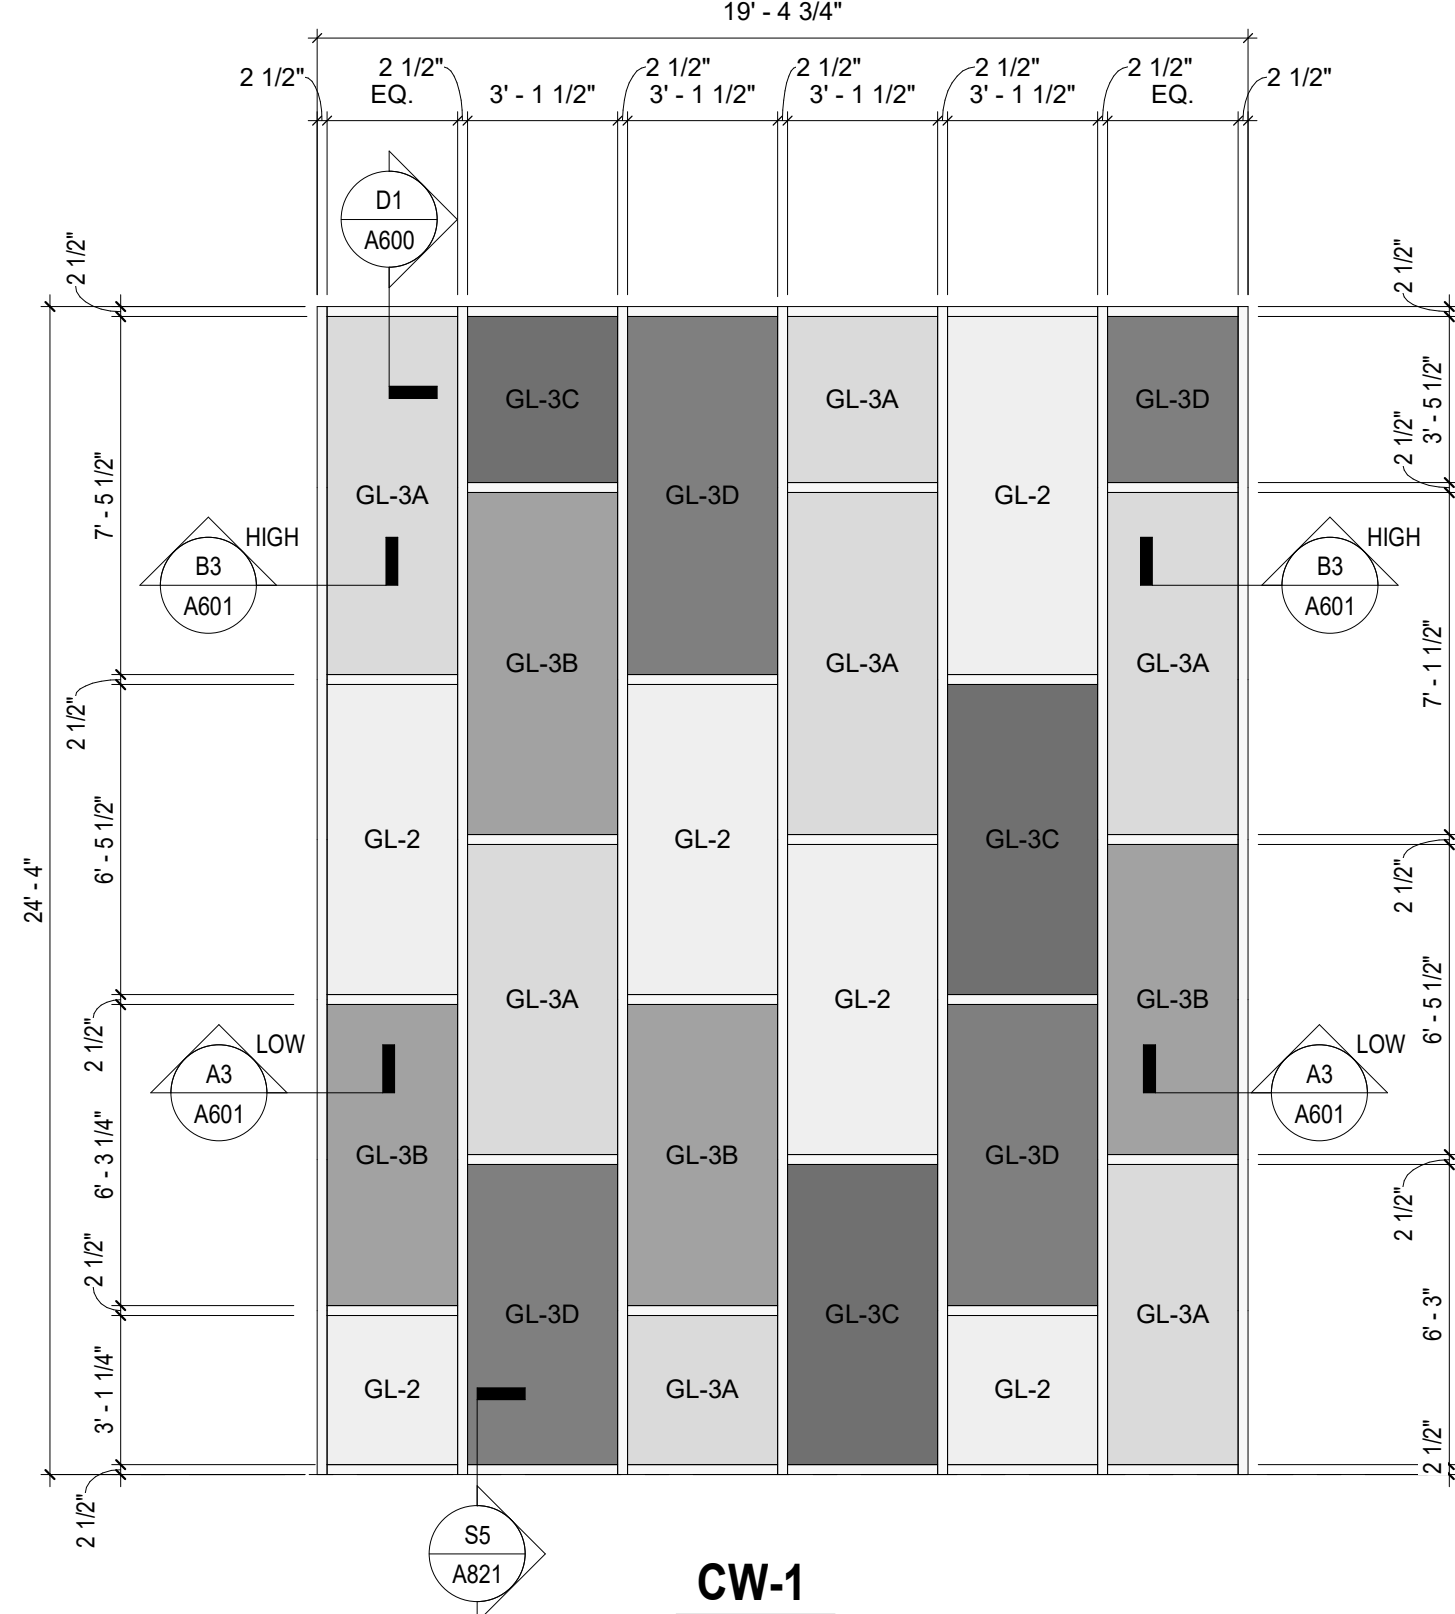 19' - 4 3/4"
2 1/2"
2 1/2"
2 1/2"
2 1/2"
2 1/2"
2 1/2"
2 1/2"
EQ.
3' - 1 1/2"
3' - 1 1/2"
3' - 1 1/2"
3' - 1 1/2"
EQ.
D1
A600
2 1/2"
2 1/2"
GL-3C
GL-3A
GL-3D
3' - 5 1/2"
7' - 5 1/2"
GL-3A
GL-3D
GL-2
2 1/2"
HIGH
B3
A601
HIGH
B3
A601
GL-3B
GL-3A
GL-3A
7' - 1 1/2"
2 1/2"
24' - 4"
6' - 5 1/2"
GL-2
GL-2
GL-3C
2 1/2"
GL-3A
GL-2
GL-3B
6' - 5 1/2"
2 1/2"
LOW
A3
A601
LOW
A3
A601
6' - 3 1/4"
GL-3B
GL-3B
GL-3D
2 1/2"
2 1/2"
GL-3D
GL-3C
GL-3A
6' - 3"
3' - 1 1/4"
GL-2
GL-3A
GL-2
2 1/2"
2 1/2"
S5
A821
CW-1